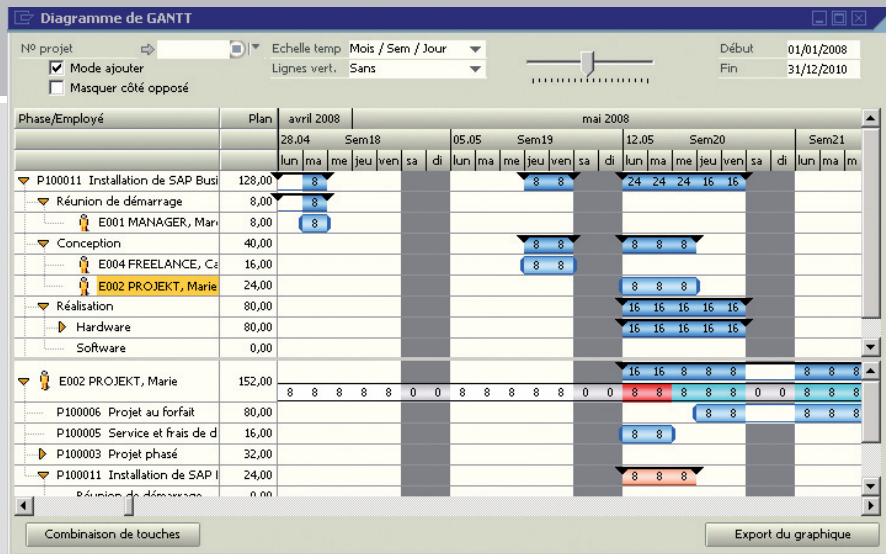 Diagramme de GANTT
Nº projet Echelle temp Mois / Sem / Jour Début 01/01/2008
Mode ajouter Lignes vert. Sans Fin 31/12/2010
Masquer côté opposé
Phase/Employé Plan avril 2008 mai 2008
28.04 Sem18 05.05 Sem19 12.05 Sem20 Sem21
lun ma me jeu ven sa di lun ma me jeu ven sa di lun ma me jeu ven sa di lun ma m
P100011 Installation de SAP Busi 128,00 8 8 8 24 24 24 16 16
Réunion de démarrage 8,00 8
E001 MANAGER, Mar 8,00 8
Conception 40,00 8 8 8 8 8
E004 FREELANCE, Ca 16,00 8 8
E002 PROJEKT, Marie 24,00 8 8 8
Réalisation 80,00 16 16 16 16 16
Hardware 80,00 16 16 16 16 16
Software 0,00
E002 PROJEKT, Marie 152,00 16 16 8 8 8 8 8 8
8 8 8 8 8 0 0 8 8 8 8 8 0 0 8 8 8 8 8 0 0 8 8 8
P100006 Projet au forfait 80,00 8 8 8 8 8
P100005 Service et frais de d 16,00 8 8
P100003 Projet phasé 32,00
P100011 Installation de SAP I 24,00 8 8 8
Réunion de démarrage 0,00
Combinaison de touches Export du graphique